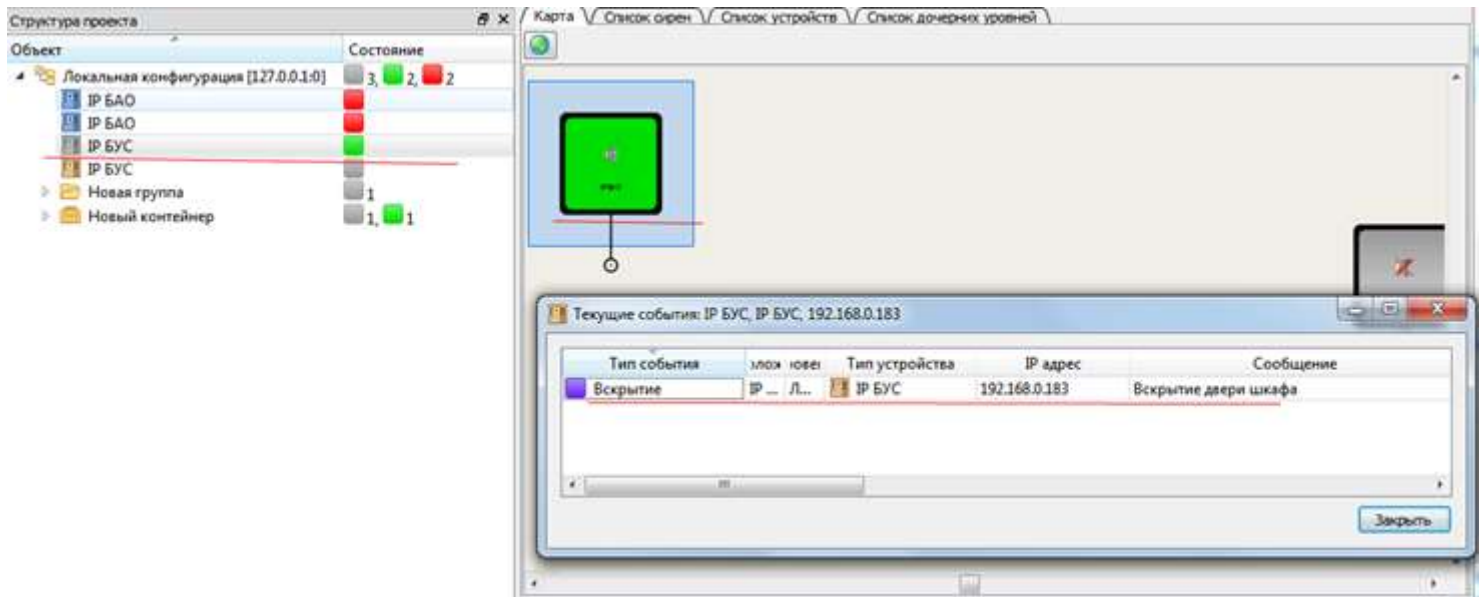 Структура проекта
Карта
Список сирен
Список устройств
Список дочерних уровней
Объект
Состояние
Локальная конфигурация [127.0.0.1:0]
3, 2, 2
IP БАО
IP БАО
IP БУС
IP БУС
Новая группа
1
Новый контейнер
1, 1
Текущие события: IP БУС, IP БУС, 192.168.0.183
Тип события
Тип устройства
IP адрес
Сообщение
Вскрытие
IP ...
Л...
IP БУС
192.168.0.183
Вскрытие двери шкафа
Закрыть